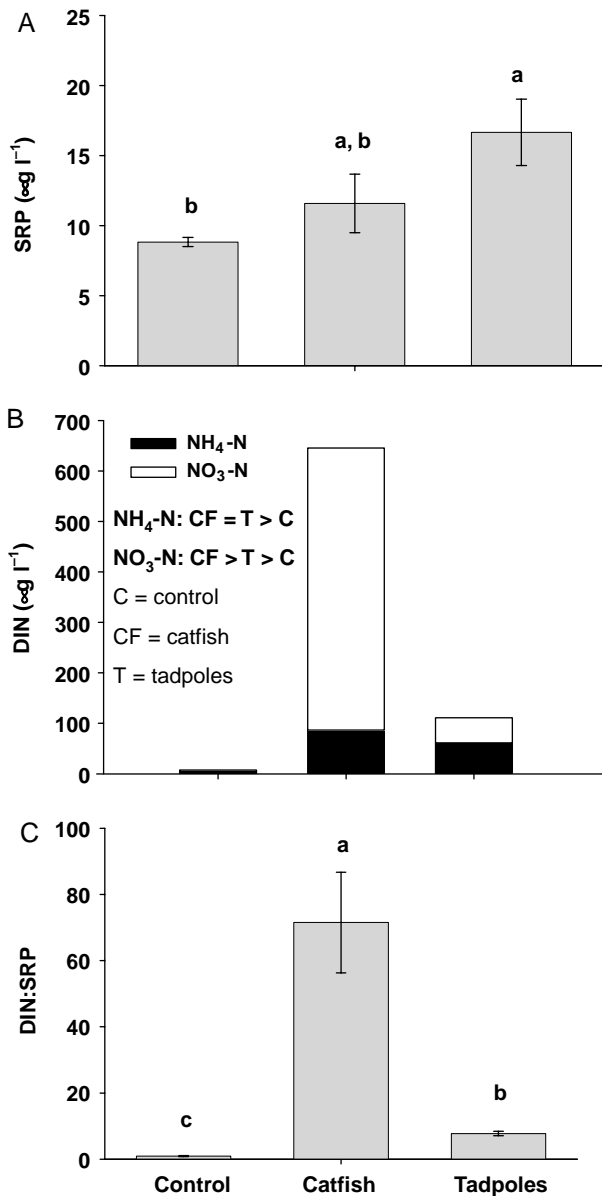 A
25
20
15
10
5
0
SRP (∝g l⁻¹)
b
a, b
a
B
700
600
500
400
300
200
100
0
DIN (∝g l⁻¹)
NH₄-N
NO₃-N
NH₄-N: CF = T > C
NO₃-N: CF > T > C
C = control
CF = catfish
T = tadpoles
C
100
80
60
40
20
0
DIN:SRP
c
a
b
Control Catfish Tadpoles